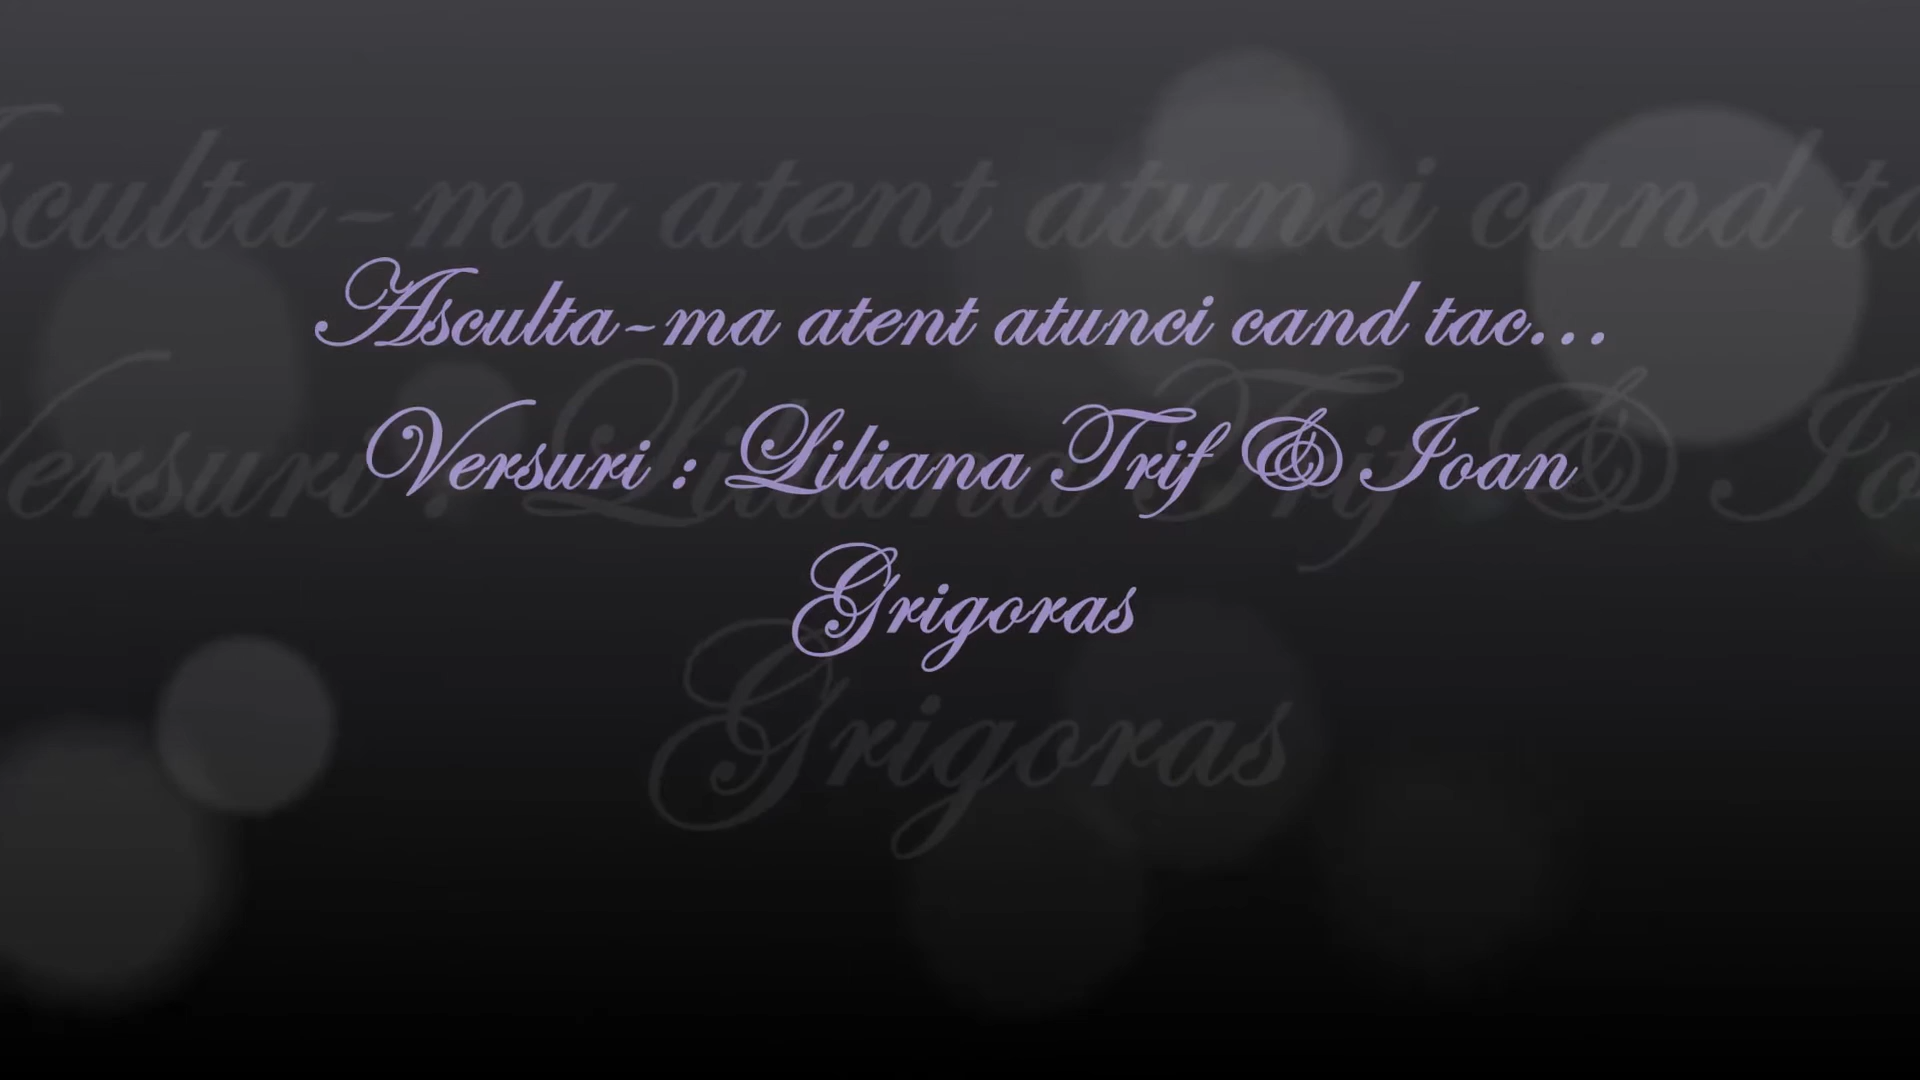 Asculta-ma atent atunci cand tac...
Versuri : Liliana Trif & Ioan
Grigoras